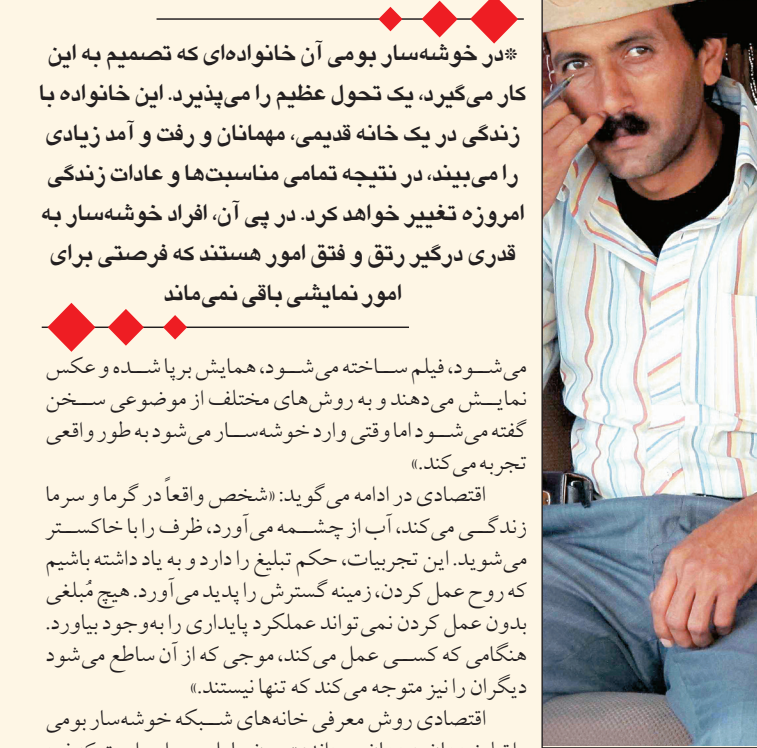 *در خوشه‌سار بومی آن خانواده‌ای که تصمیم به این
کار می‌گیرد، یک تحول عظیم را می‌پذیرد. این خانواده با
زندگی در یک خانه قدیمی، مهمانان و رفت و آمد زیادی
را می‌بیند، در نتیجه تمامی مناسبت‌ها و عادات زندگی
امروزه تغییر خواهد کرد. در پی آن، افراد خوشه‌سار به
قدری درگیر رتق و فتق امور هستند که فرصتی برای
امور نمایشی باقی نمی‌ماند
می‌شود، فیلم ساخته می‌شود، همایش برپا شده و عکس
نمایش می‌دهند و به روش‌های مختلف از موضوعی سخن
گفته می‌شود اما وقتی وارد خوشه‌سار می‌شود به طور واقعی
تجربه می‌کند.»
اقتصادی در ادامه می‌گوید: «شخص واقعاً در گرما و سرما
زندگی می‌کند، آب از چشمه می‌آورد، ظرف را با خاکستر
می‌شوید. این تجربیات، حکم تبلیغ را دارد و به یاد داشته باشیم
که روح عمل کردن، زمینه گسترش را پدید می‌آورد. هیچ مُبلغی
بدون عمل کردن نمی‌تواند عملکرد پایداری را به‌وجود بیاورد.
هنگامی که کسی عمل می‌کند، موجی که از آن ساطع می‌شود
دیگران را نیز متوجه می‌کند که تنها نیستند.»
اقتصادی روش معرفی خانه‌های شبکه خوشه‌سار بومی